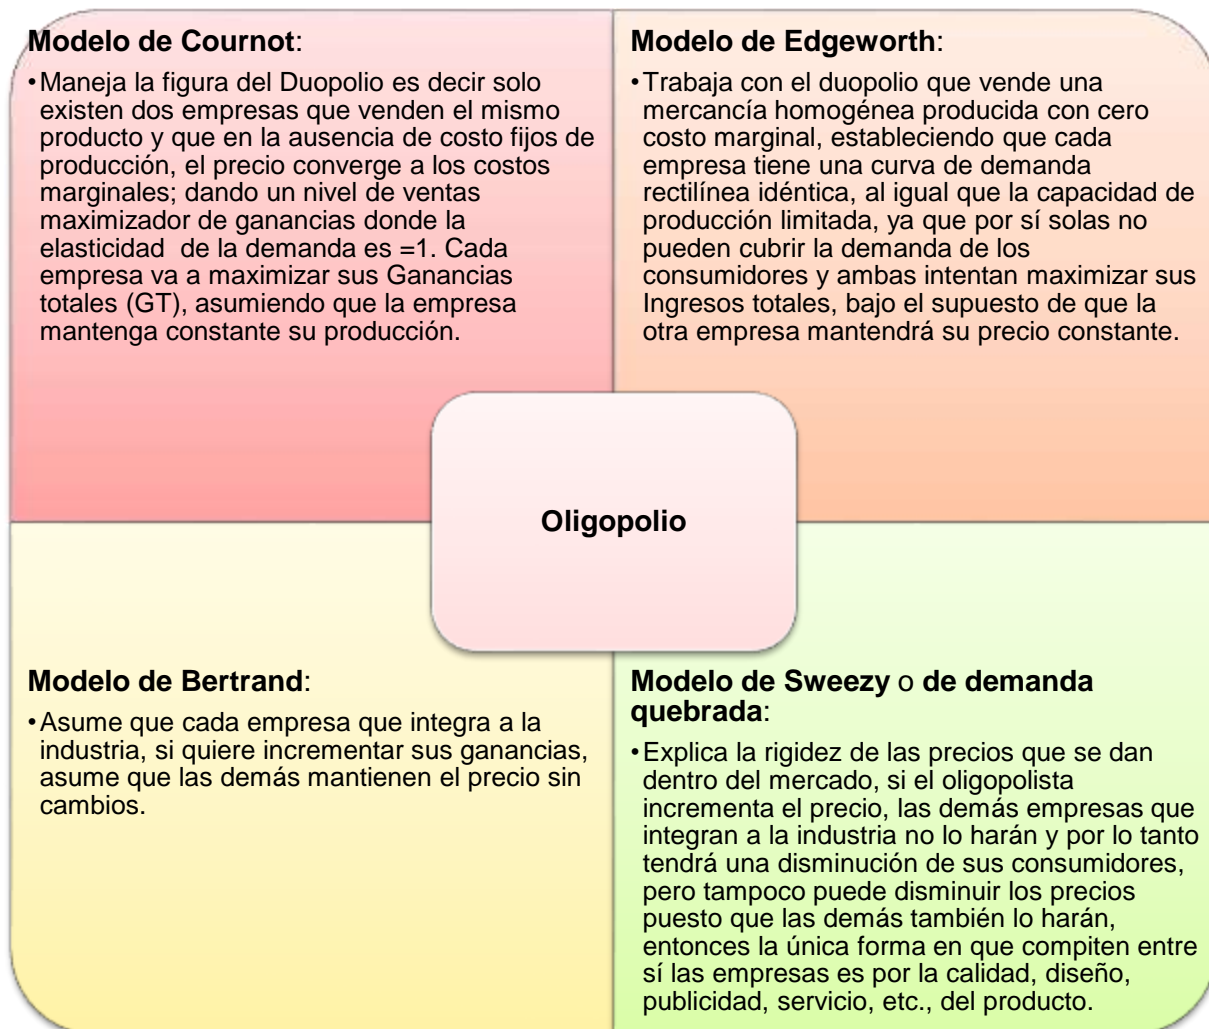 Modelo de Cournot:
•Maneja la figura del Duopolio es decir solo
existen dos empresas que venden el mismo
producto y que en la ausencia de costo fijos de
producción, el precio converge a los costos
marginales; dando un nivel de ventas
maximizador de ganancias donde la
elasticidad de la demanda es =1. Cada
empresa va a maximizar sus Ganancias
totales (GT), asumiendo que la empresa
mantenga constante su producción.
Modelo de Edgeworth:
•Trabaja con el duopolio que vende una
mercancía homogénea producida con cero
costo marginal, estableciendo que cada
empresa tiene una curva de demanda
rectilínea idéntica, al igual que la capacidad de
producción limitada, ya que por sí solas no
pueden cubrir la demanda de los
consumidores y ambas intentan maximizar sus
Ingresos totales, bajo el supuesto de que la
otra empresa mantendrá su precio constante.
Oligopolio
Modelo de Bertrand:
•Asume que cada empresa que integra a la
industria, si quiere incrementar sus ganancias,
asume que las demás mantienen el precio sin
cambios.
Modelo de Sweezy o de demanda
quebrada:
•Explica la rigidez de las precios que se dan
dentro del mercado, si el oligopolista
incrementa el precio, las demás empresas que
integran a la industria no lo harán y por lo tanto
tendrá una disminución de sus consumidores,
pero tampoco puede disminuir los precios
puesto que las demás también lo harán,
entonces la única forma en que compiten entre
sí las empresas es por la calidad, diseño,
publicidad, servicio, etc., del producto.